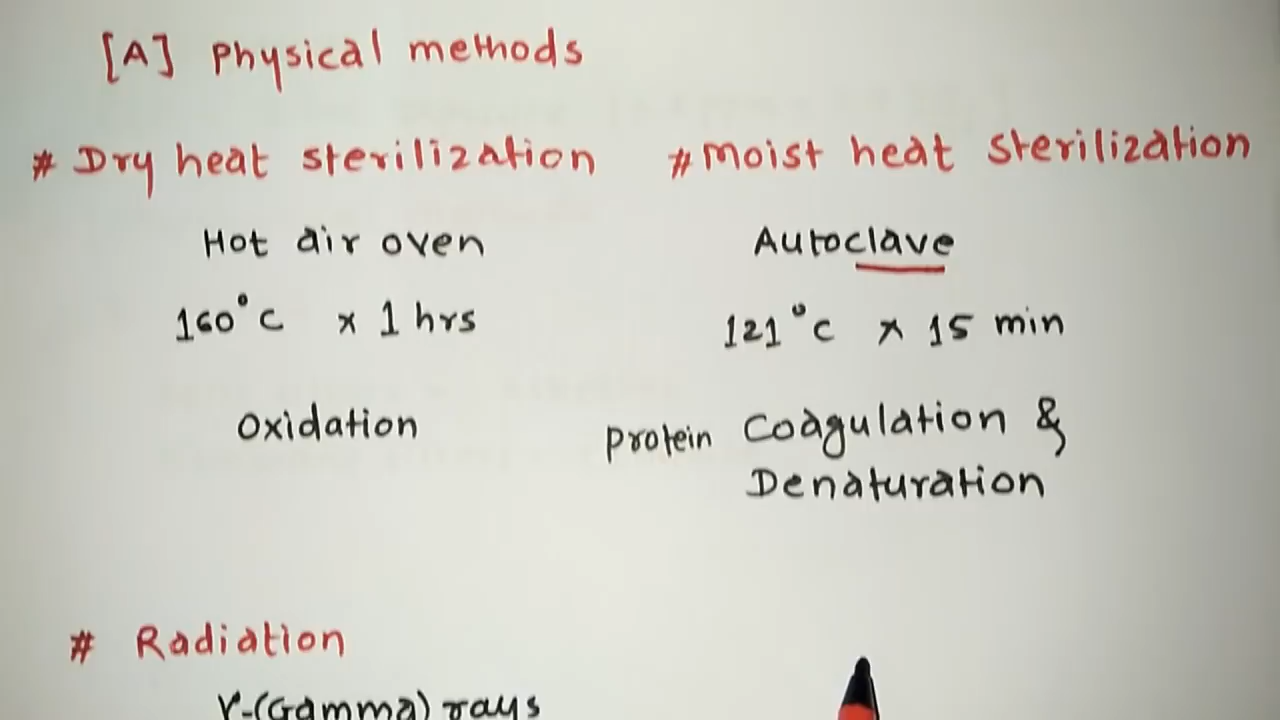 [A] Physical methods
# Dry heat sterilization
Hot air oven
160°C x 1 hrs
Oxidation
# Moist heat sterilization
Autoclave
121°C x 15 min
Protein Coagulation &
Denaturation
# Radiation
γ-(Gamma) rays